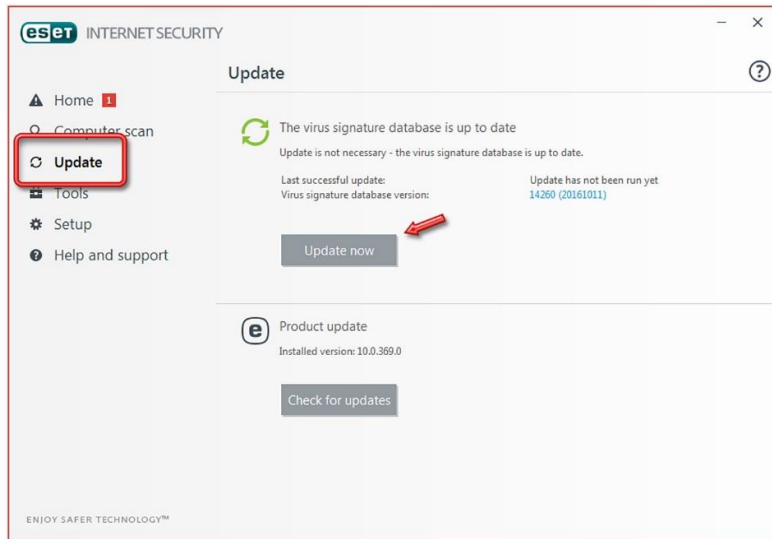 eset INTERNET SECURITY
Update
Home 1
Computer scan
Update
Tools
Setup
Help and support
The virus signature database is up to date
Update is not necessary - the virus signature database is up to date.
Last successful update: Update has not been run yet
Virus signature database version: 14260 (20161011)
Update now
Product update
Installed version: 10.0.369.0
Check for updates
ENJOY SAFER TECHNOLOGY™